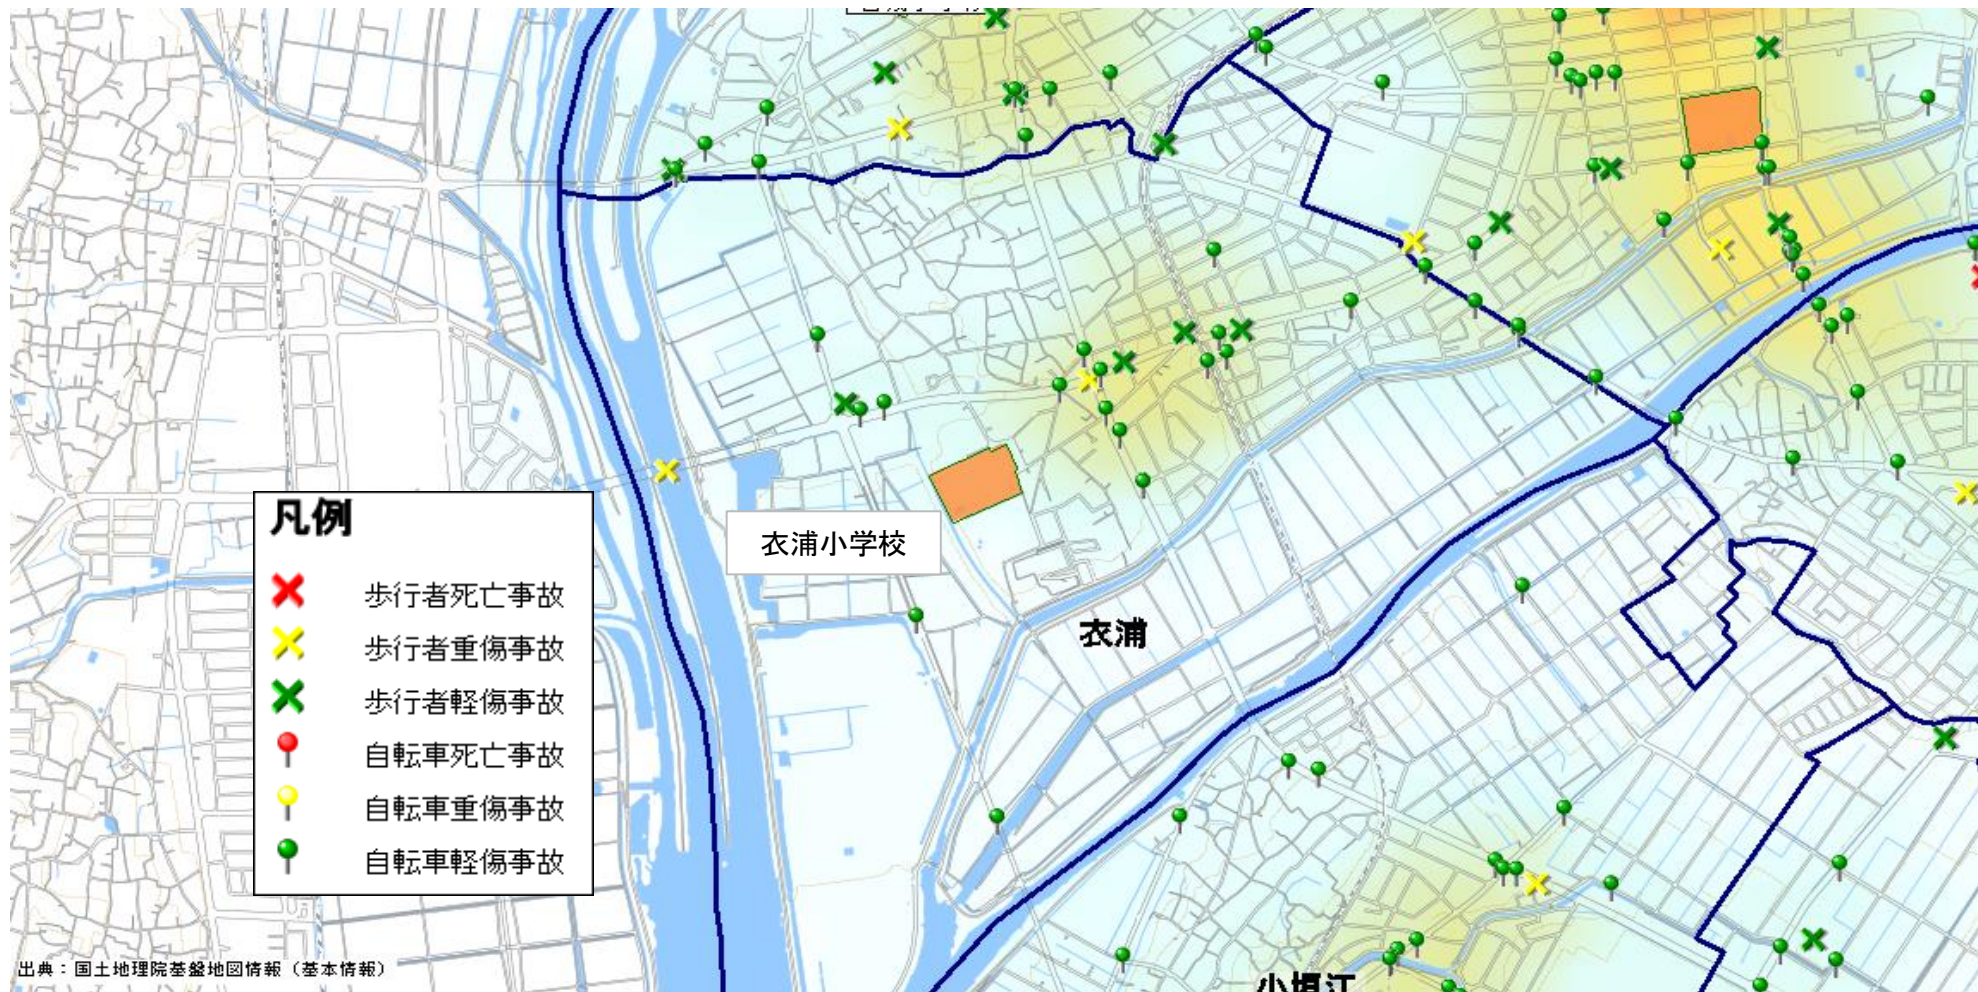 凡例
歩行者死亡事故
歩行者重傷事故
歩行者軽傷事故
自転車死亡事故
自転車重傷事故
自転車軽傷事故
衣浦小学校
衣浦
小垣江
出典：国土地理院基盤地図情報（基本情報）